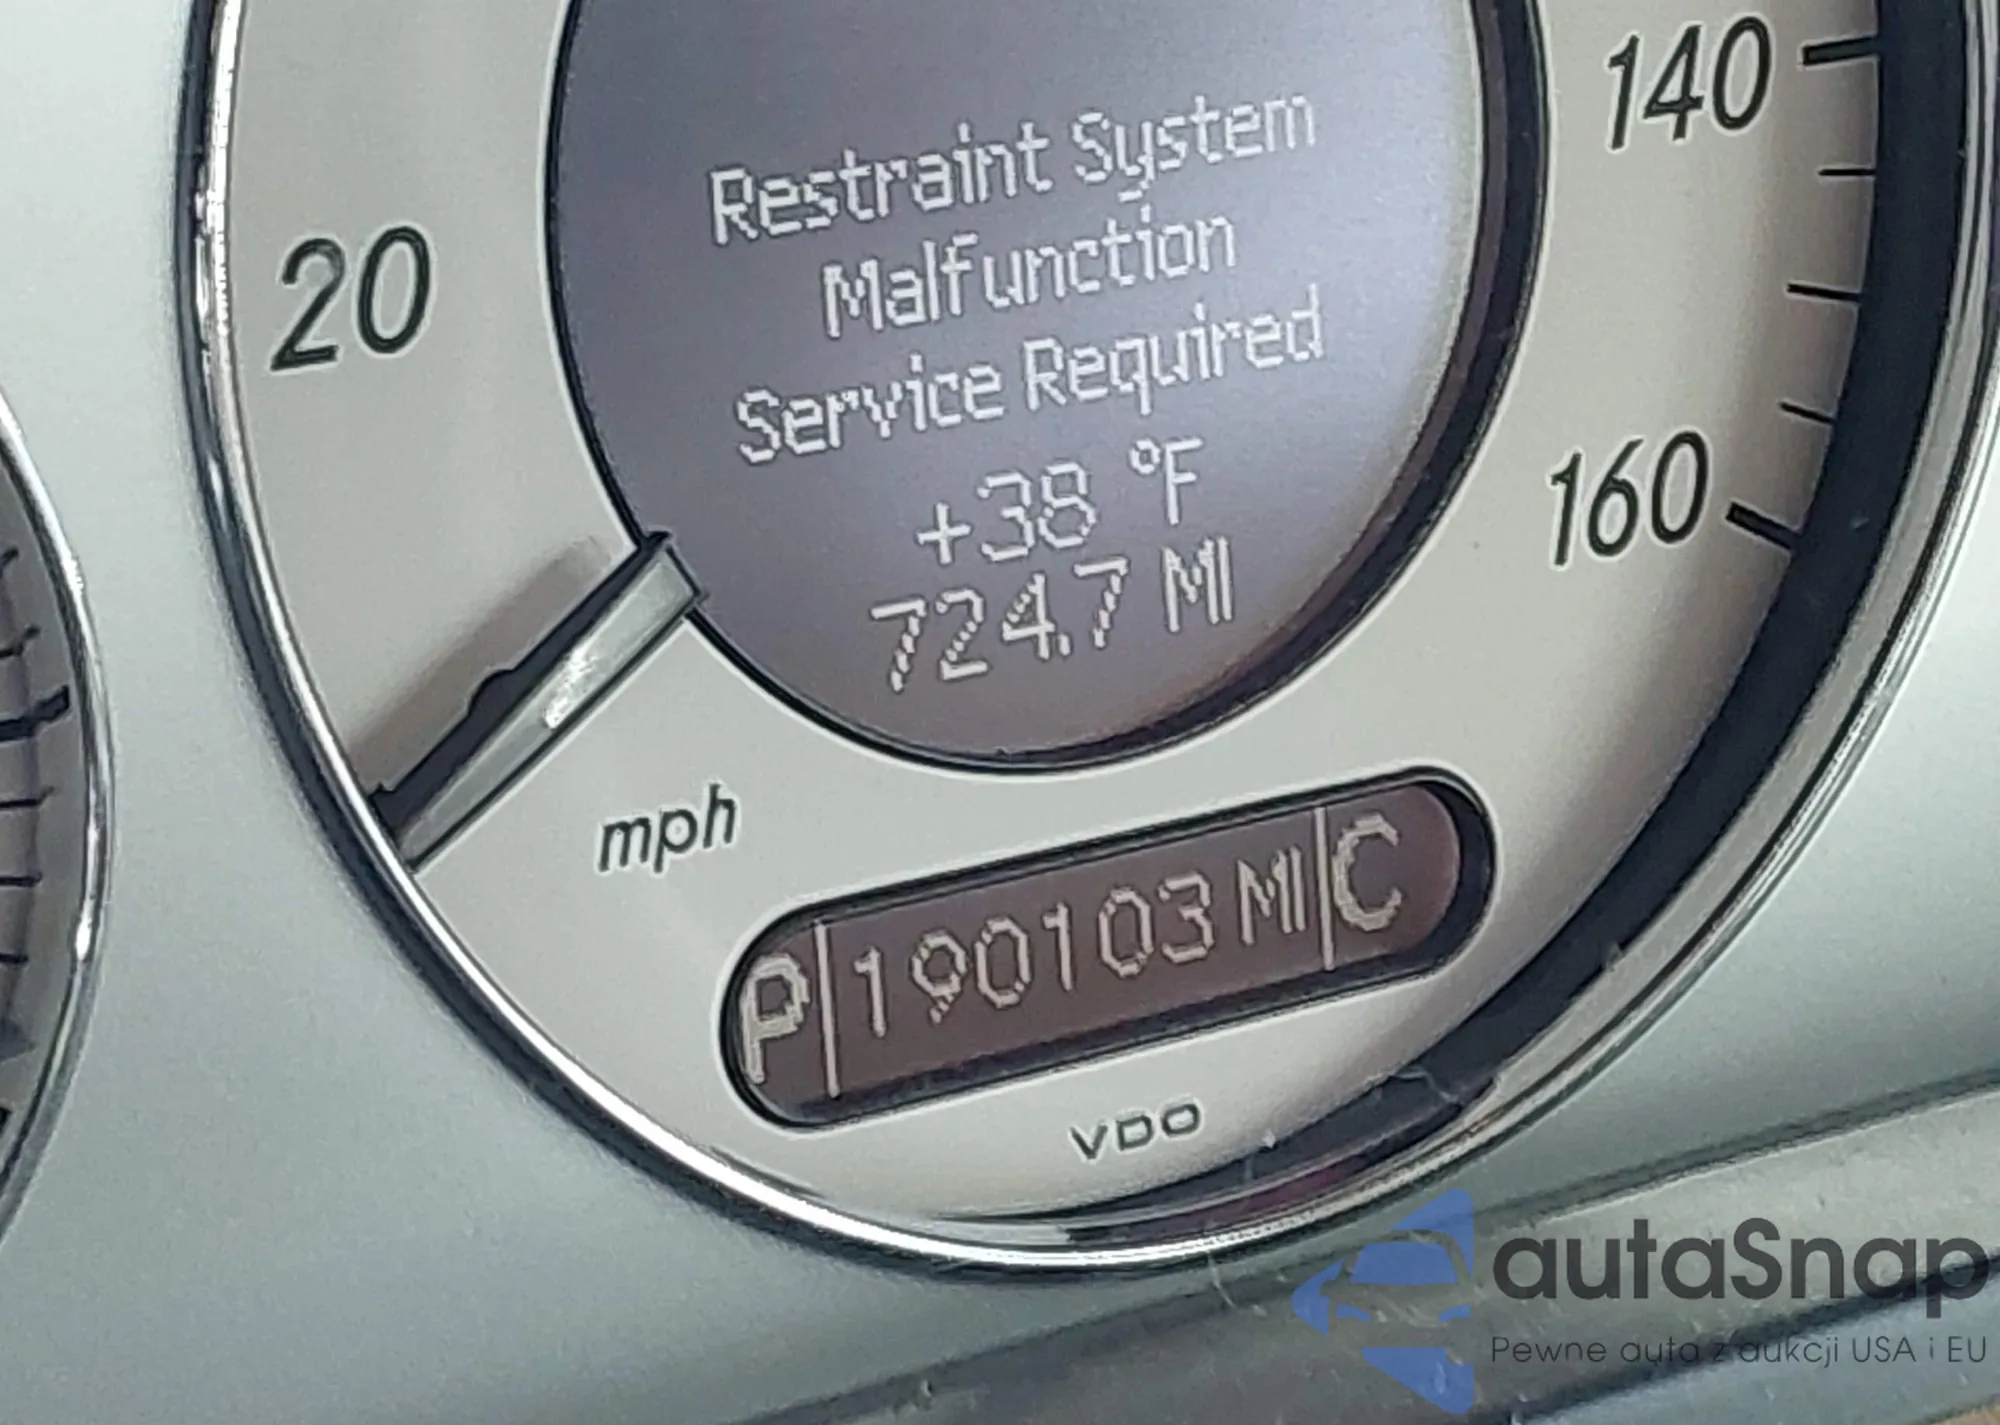 140
Restraint System
Malfunction
20
Service Required
+38 °F
160
724.7 MI
mph
P 190103 MI C
VDO
autaSnap
Pewne auta z aukcji USA i EU